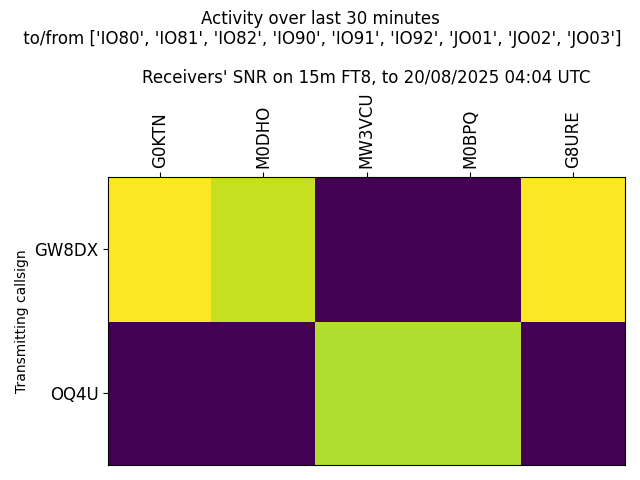 Activity over last 30 minutes
to/from ['IO80', 'IO81', 'IO82', 'IO90', 'IO91', 'IO92', 'JO01', 'JO02', 'JO03']
Receivers' SNR on 15m FT8, to 20/08/2025 04:04 UTC
G0KTN
M0DHO
MW3VCU
M0BPQ
G8URE
Transmitting callsign
GW8DX
OQ4U